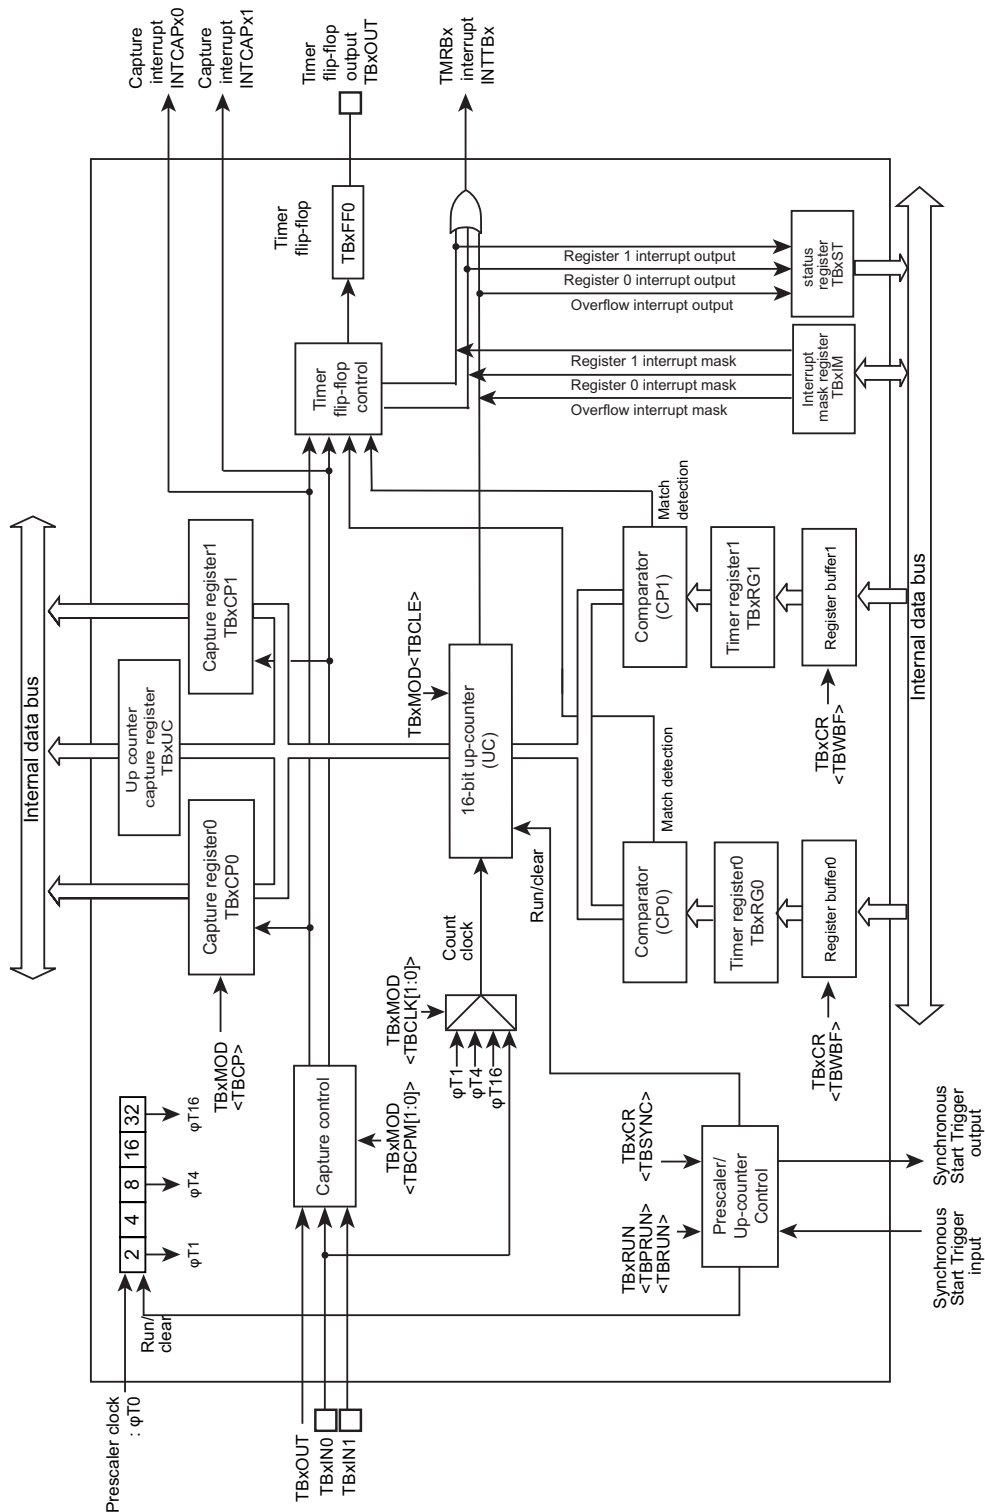 Prescaler clock
: φT0
2
4
8
16
32
φT1
φT4
φT16
Run/
clear
TBxOUT
TBxIN0
TBxIN1
Capture control
TBxMOD
<TBCPM[1:0]>
TBxMOD
<TBCP>
Internal data bus
Capture register0
TBxCP0
Up counter
capture register
TBxUC
Capture register1
TBxCP1
Capture
interrupt
INTCAPx0
Capture
interrupt
INTCAPx1
Timer
flip-flop
output
TBxOUT
TMRBx
interrupt
INTTBx
Timer
flip-flop
TBxFF0
Timer
flip-flop
control
φT1
φT4
φT16
TBxMOD
<TBCLK[1:0]>
Count
clock
16-bit up-counter
(UC)
TBxMOD<TBCLE>
Run/clear
Register 1 interrupt output
Register 0 interrupt output
Overflow interrupt output
Register 1 interrupt mask
Register 0 interrupt mask
Overflow interrupt mask
status
register
TBxST
Interrupt
mask register
TBxIM
Match detection
Match
detection
Comparator
(CP0)
Comparator
(CP1)
Timer register0
TBxRG0
Timer register1
TBxRG1
Register buffer0
Register buffer1
TBxCR
<TBWBF>
TBxCR
<TBWBF>
Internal data bus
TBxRUN
<TBPRUN>
<TBRUN>
TBxCR
<TBSYNC>
Prescaler/
Up-counter
Control
Synchronous
Start Trigger
input
Synchronous
Start Trigger
output